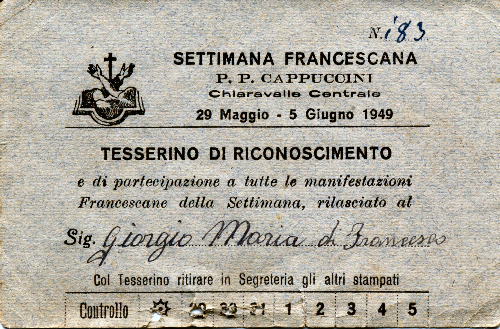 N. 183
SETTIMANA FRANCESCANA
P. P. CAPPUCCINI
Chiaravalle Centrale
29 Maggio - 5 Giugno 1949
TESSERINO DI RICONOSCIMENTO
e di partecipazione a tutte le manifestazioni
Francescane della Settimana, rilasciato al
Sig. Giorgio Maria di Francesco
Col Tesserino ritirare in Segreteria gli altri stampati
Controllo 29 30 31 1 2 3 4 5